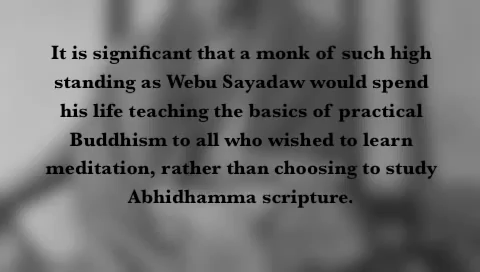 It is significant that a monk of such high
standing as Webu Sayadaw would spend
his life teaching the basics of practical
Buddhism to all who wished to learn
meditation, rather than choosing to study
Abhidhamma scripture.